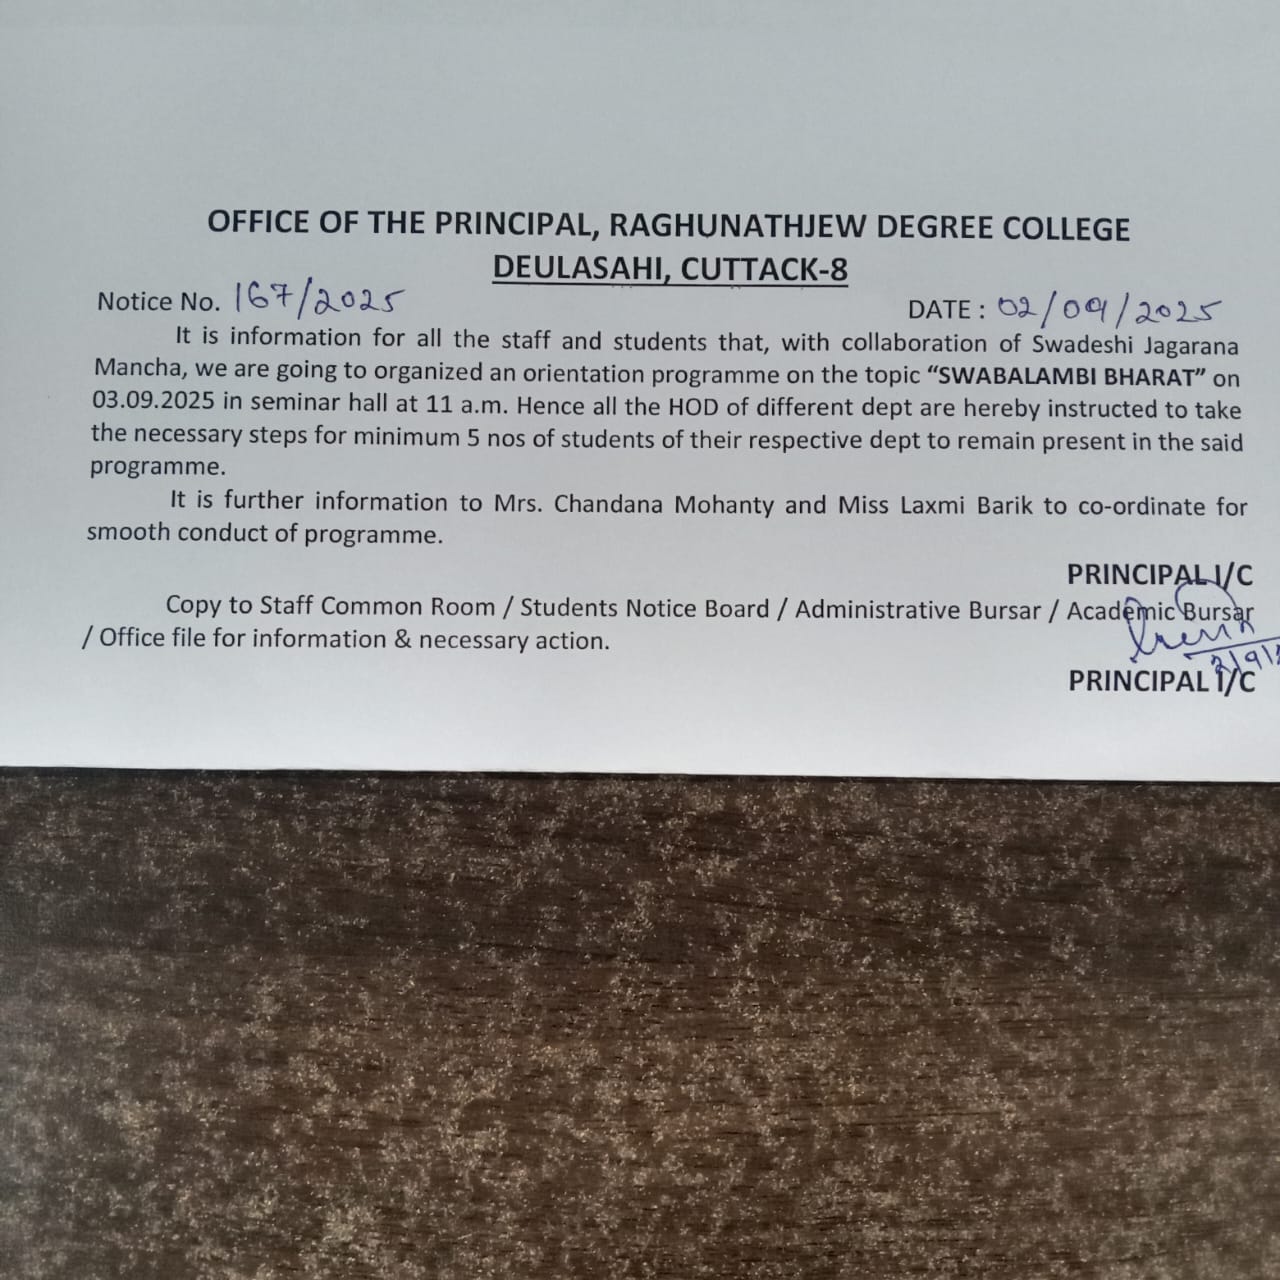 OFFICE OF THE PRINCIPAL, RAGHUNATHJEW DEGREE COLLEGE
DEULASAHI, CUTTACK-8
Notice No. 167/2025 DATE : 02/09/2025
It is information for all the staff and students that, with collaboration of Swadeshi Jagarana
Mancha, we are going to organized an orientation programme on the topic “SWABALAMBI BHARAT” on
03.09.2025 in seminar hall at 11 a.m. Hence all the HOD of different dept are hereby instructed to take
the necessary steps for minimum 5 nos of students of their respective dept to remain present in the said
programme.
It is further information to Mrs. Chandana Mohanty and Miss Laxmi Barik to co-ordinate for
smooth conduct of programme.
PRINCIPAL I/C
Copy to Staff Common Room / Students Notice Board / Administrative Bursar / Academic Bursar
/ Office file for information & necessary action.
2/9/2
PRINCIPAL I/C